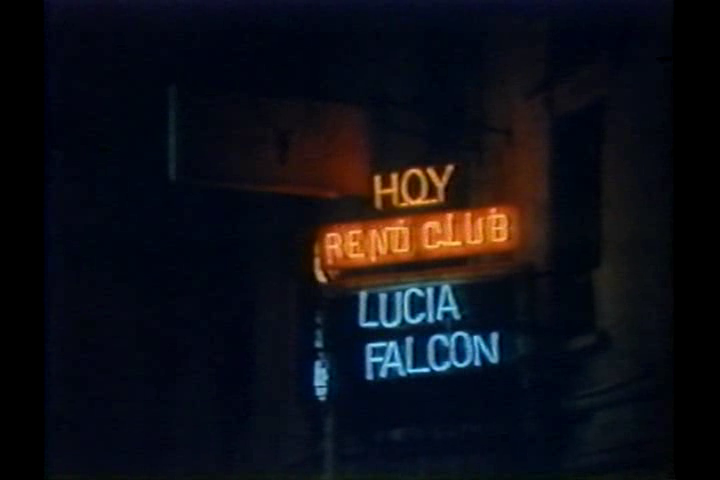 HOY
RENO CLUB
LUCIA
FALCON